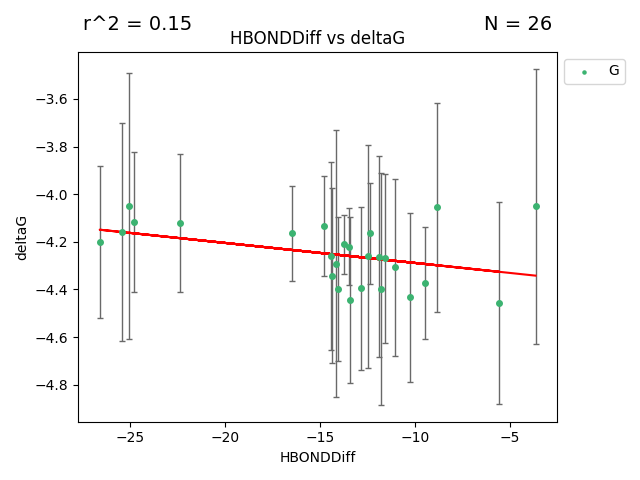 r^2 = 0.15
N = 26
HBONDDiff vs deltaG
G
deltaG
−3.6
−3.8
−4.0
−4.2
−4.4
−4.6
−4.8
−25
−20
−15
−10
−5
HBONDDiff